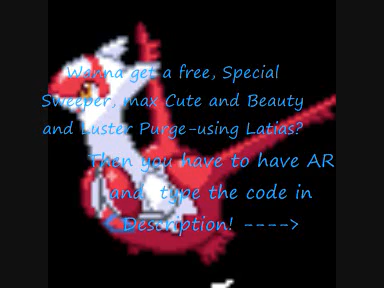 Wanna get a free, Special
Sweeper, max Cute and Beauty
and Luster Purge-using Latias?
Then you have to have AR
and type the code in
Description! ---->